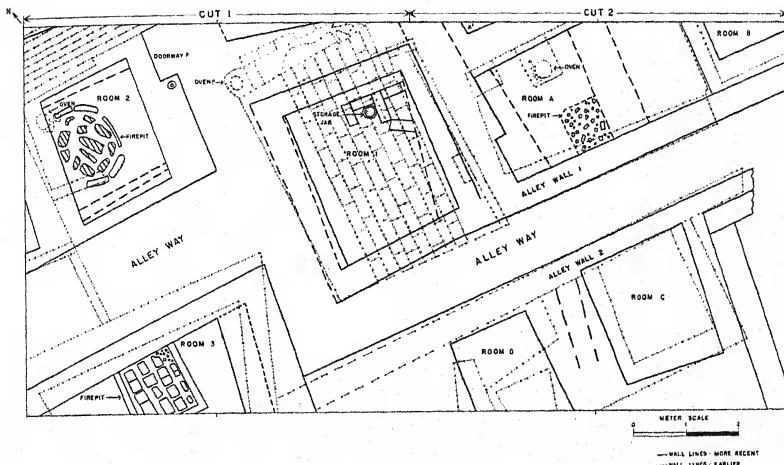 N
CUT 1
CUT 2
DOORWAY ?
OVEN ?
OVEN
ROOM B
ROOM 2
OVEN
ROOM A
FIREPIT
FIREPIT
STORAGE
JAR
ROOM 1
ALLEY WALL 1
ALLEY WAY
ALLEY WAY
ALLEY WALL 2
ROOM C
ROOM 3
ROOM D
FIREPIT
METER SCALE
0 1 2
WALL LINES - MORE RECENT
WALL LINES - EARLIER